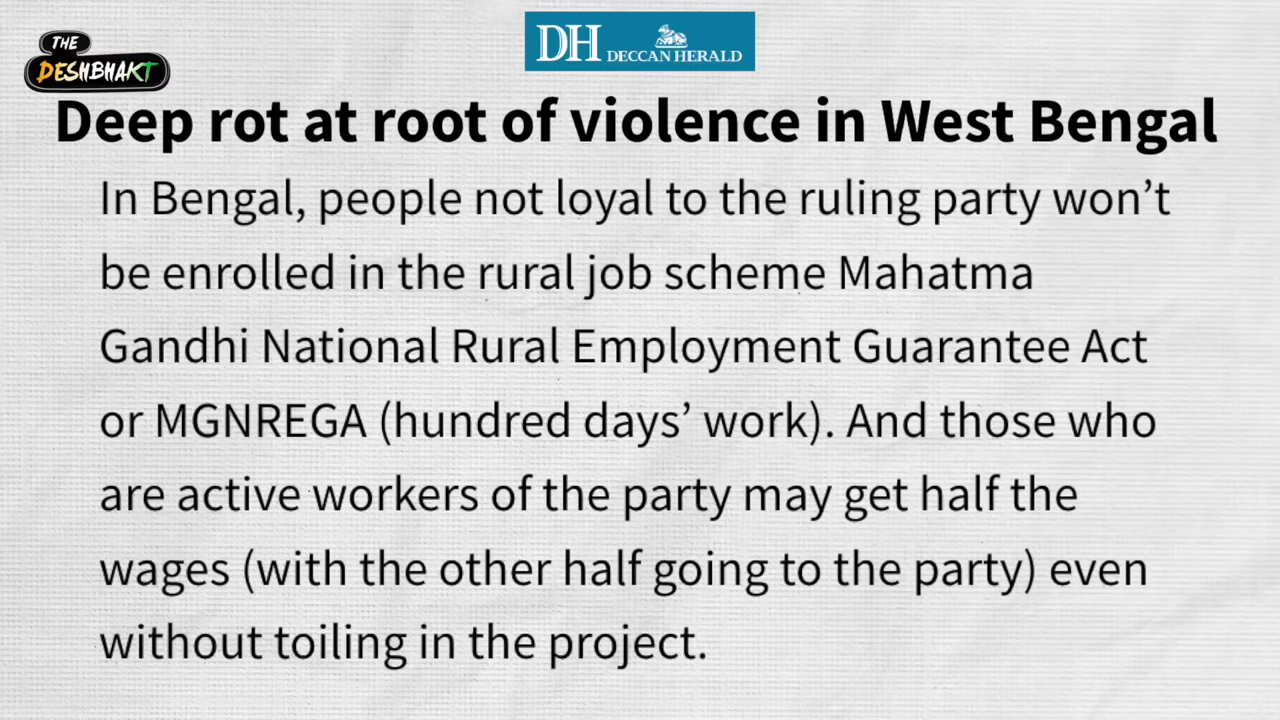 THE
DESHBHAKT
DH DECCAN HERALD
Deep rot at root of violence in West Bengal
In Bengal, people not loyal to the ruling party won’t
be enrolled in the rural job scheme Mahatma
Gandhi National Rural Employment Guarantee Act
or MGNREGA (hundred days’ work). And those who
are active workers of the party may get half the
wages (with the other half going to the party) even
without toiling in the project.